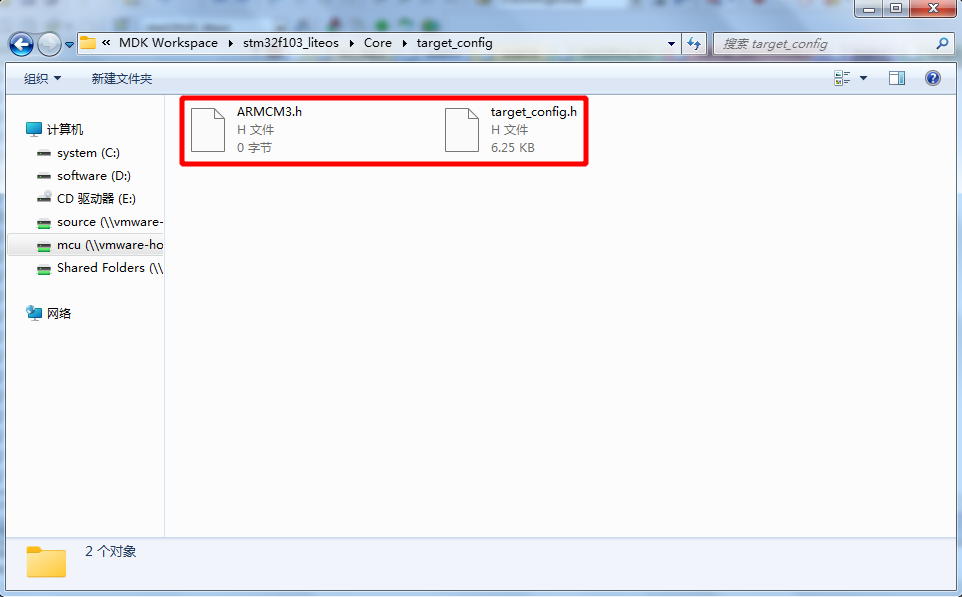 « MDK Workspace ▸ stm32f103_liteos ▸ Core ▸ target_config
搜索 target_config
组织
新建文件夹
计算机
system (C:)
software (D:)
CD 驱动器 (E:)
source (\\vmware-
mcu (\\vmware-ho
Shared Folders (\\
网络
ARMCM3.h
H 文件
0 字节
target_config.h
H 文件
6.25 KB
2 个对象